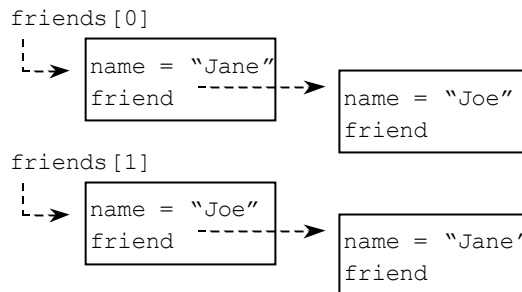 friends[0]
name = “Jane”
friend
name = “Joe”
friend
friends[1]
name = “Joe”
friend
name = “Jane”
friend